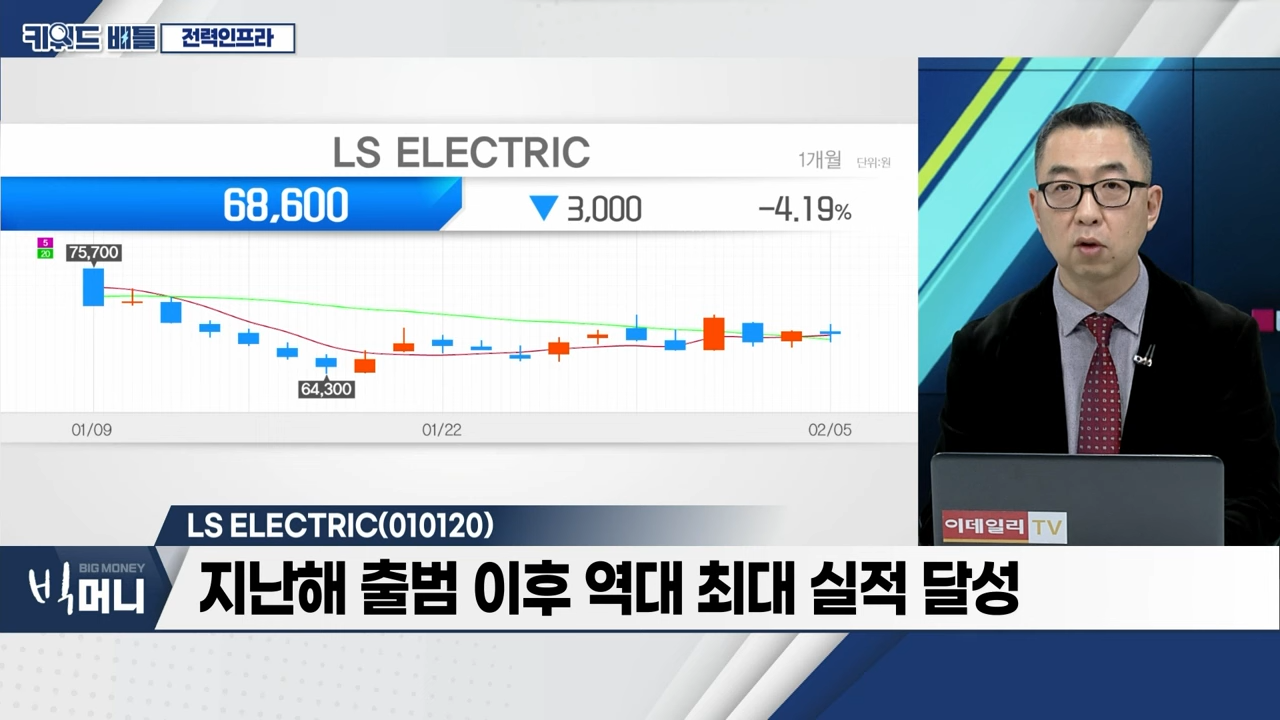 키워드 배틀 전력인프라
LS ELECTRIC
1개월 단위:원
68,600 ▼ 3,000 -4.19%
5
20
75,700
64,300
01/09 01/22 02/05
이데일리 TV
LS ELECTRIC(010120)
BIG MONEY
빅머니
지난해 출범 이후 역대 최대 실적 달성